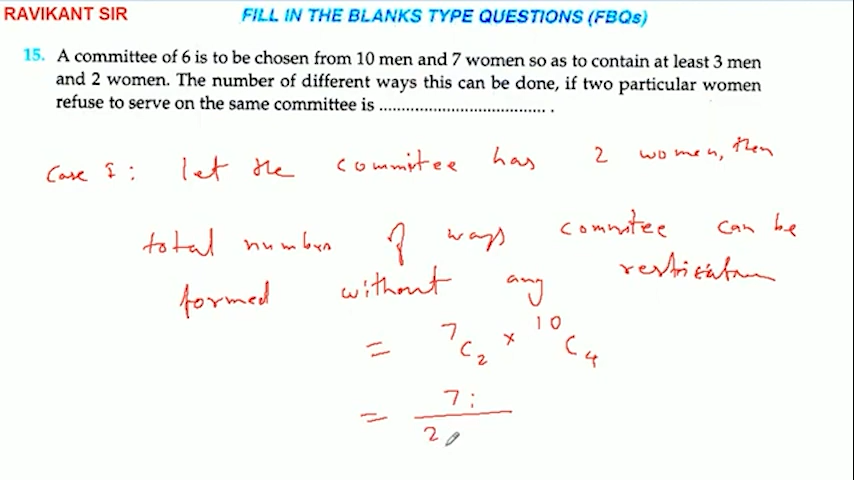 RAVIKANT SIR
FILL IN THE BLANKS TYPE QUESTIONS (FBQs)
15. A committee of 6 is to be chosen from 10 men and 7 women so as to contain at least 3 men
and 2 women. The number of different ways this can be done, if two particular women
refuse to serve on the same committee is ..................................... .
Case I : let the committee has 2 women, then
total number of ways committee can be
formed without any restriction
= ⁷C₂ × ¹⁰C₄
= 7!
2